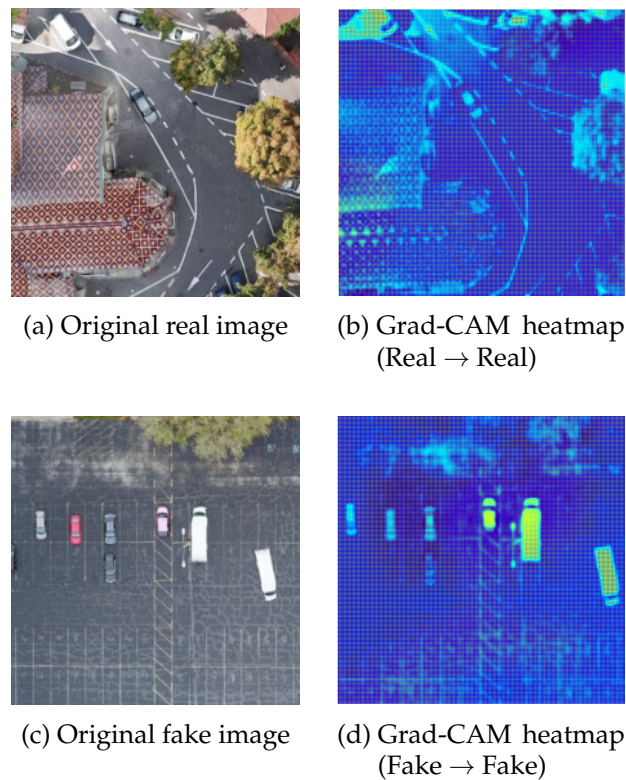 (a) Original real image
(b) Grad-CAM heatmap
(Real → Real)
(c) Original fake image
(d) Grad-CAM heatmap
(Fake → Fake)